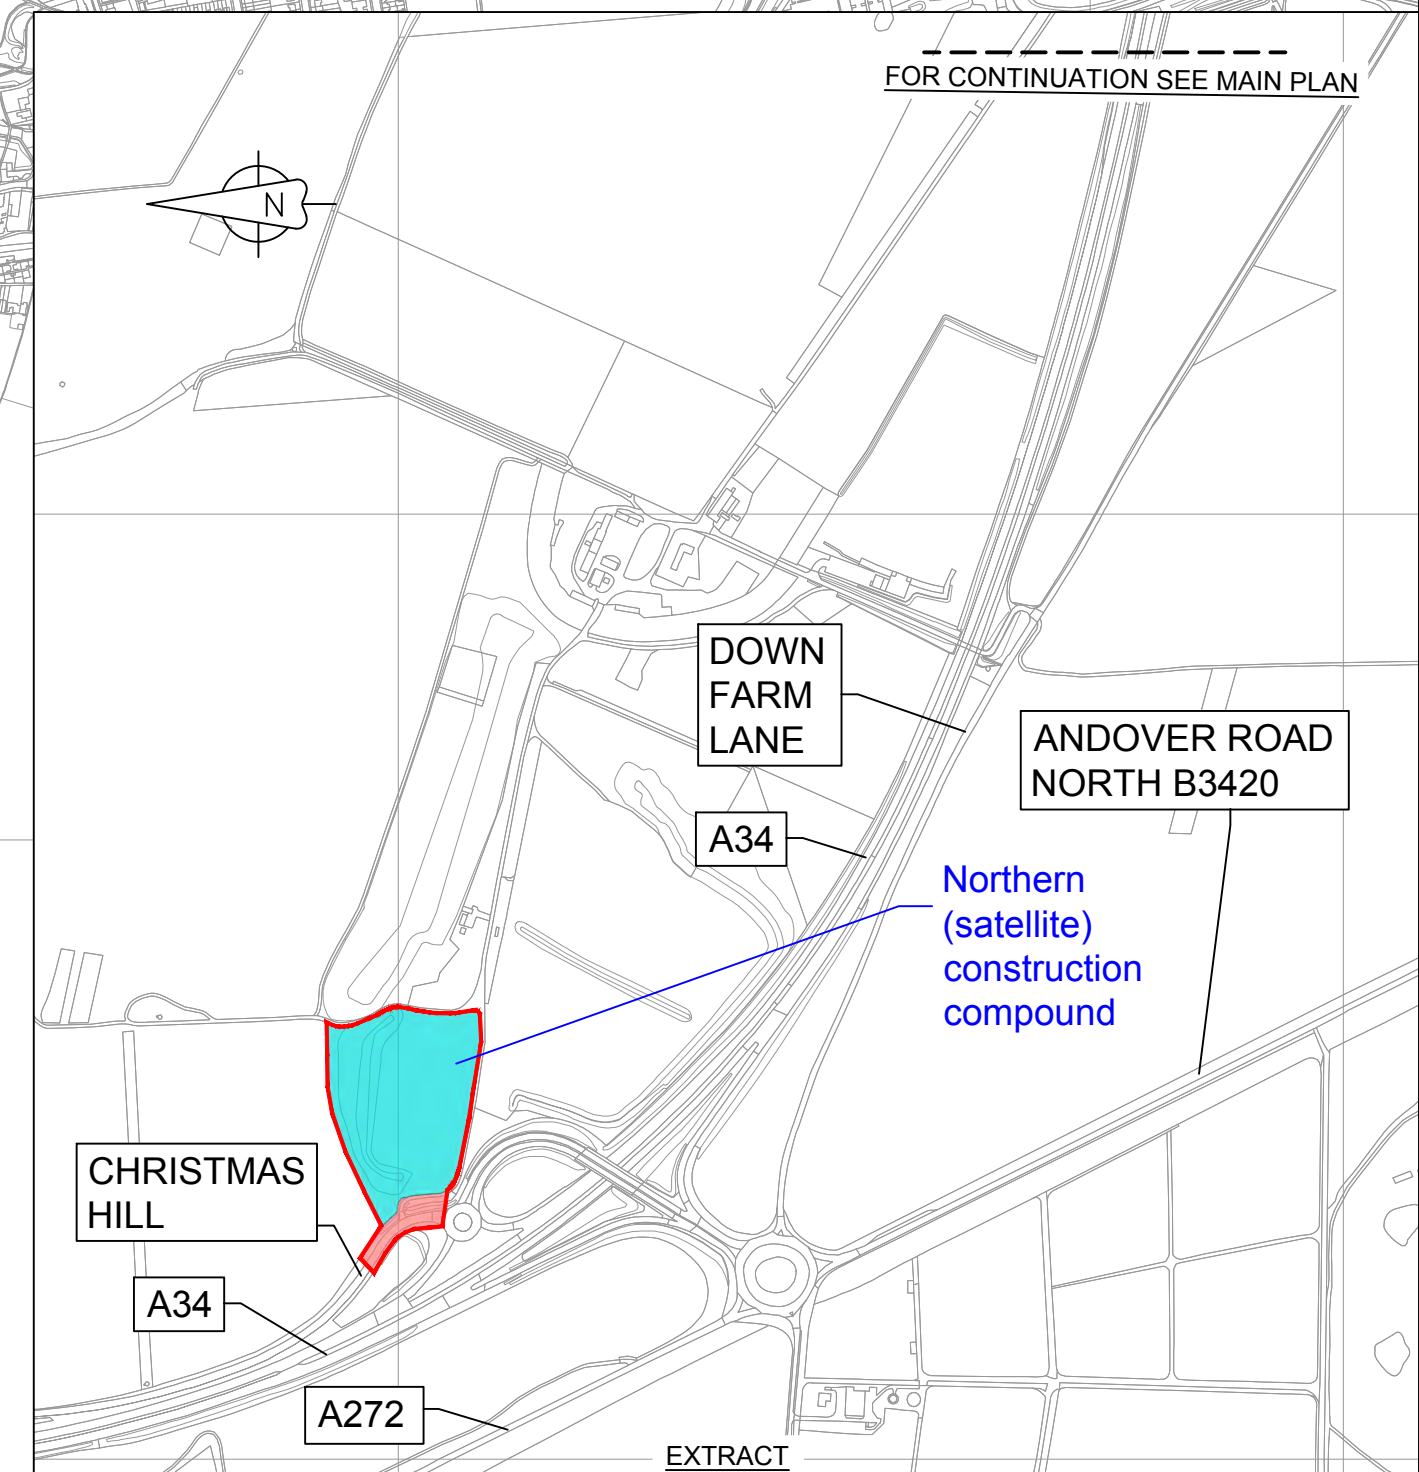 FOR CONTINUATION SEE MAIN PLAN
N
DOWN
FARM
LANE
ANDOVER ROAD
NORTH B3420
A34
Northern
(satellite)
construction
compound
CHRISTMAS
HILL
A34
A272
EXTRACT